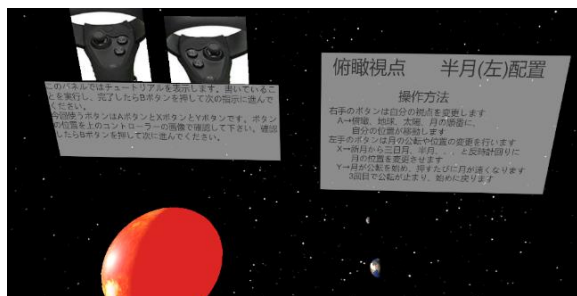 このパネルではチュートリアルを表示します。書いているこ
とを実行し、完了したらBボタンを押して次の指示に進んで
ください。
今回使うボタンはAボタンとXボタンとYボタンです。ボタン
の位置を上のコントローラーの画像で確認して下さい。確認
したらBボタンを押して次に進んでください。
俯瞰視点 半月(左)配置
操作方法
右手のボタンは自分の視点を変更します
A→俯瞰、地球、太陽、月の順番に、
自分の位置が移動します
左手のボタンは月の公転や位置の変更を行います
X→新月から三日月、半月、、、と反時計回りに
月の位置を変更させます
Y→月が公転を始め、押すたびに月が速くなります
3回目で公転が止まり、始めに戻ります